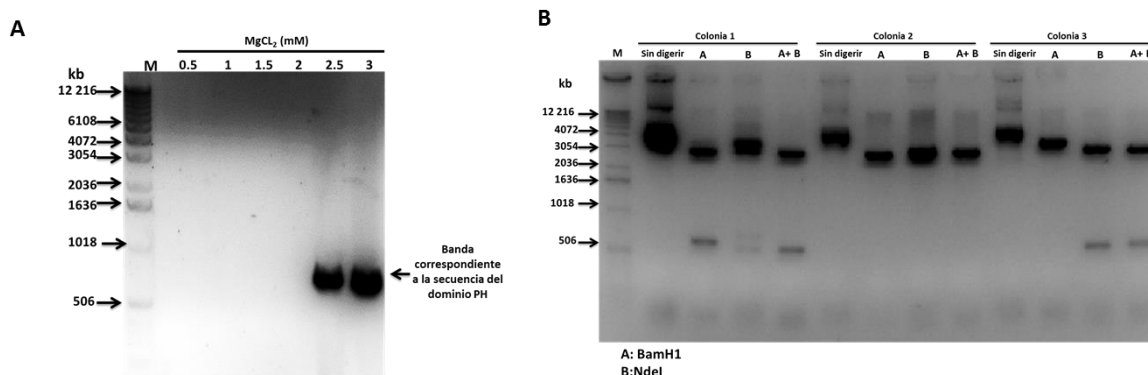 A
MgCL2 (mM)
M 0.5 1 1.5 2 2.5 3
kb
12 216
6108
4072
3054
2036
1636
1018
506
Banda
correspondiente
a la secuencia del
dominio PH
B
Colonia 1 Colonia 2 Colonia 3
M Sin digerir A B A+ B Sin digerir A B A+ B Sin digerir A B A+ B
kb
12 216
4072
3054
2036
1636
1018
506
A: BamH1
B:NdeI